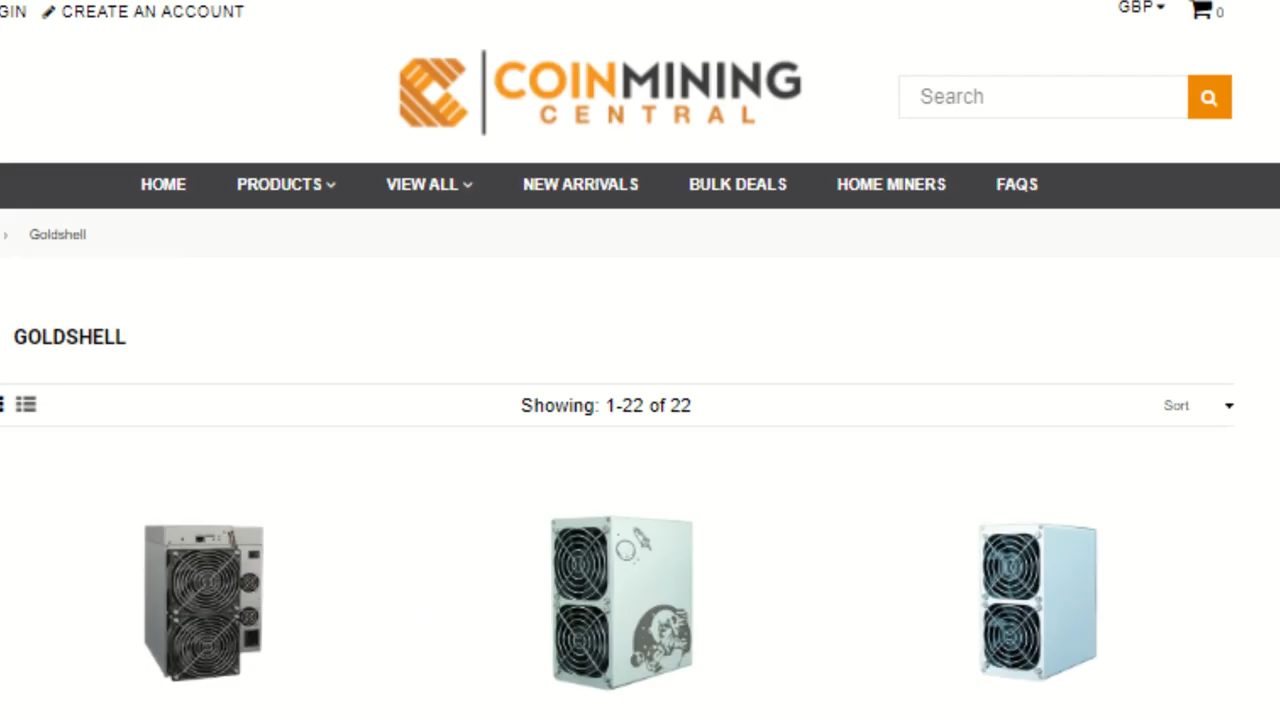 GIN CREATE AN ACCOUNT GBP 0
COINMINING
CENTRAL
Search
HOME PRODUCTS VIEW ALL NEW ARRIVALS BULK DEALS HOME MINERS FAQS
› Goldshell
GOLDSHELL
Showing: 1-22 of 22 Sort